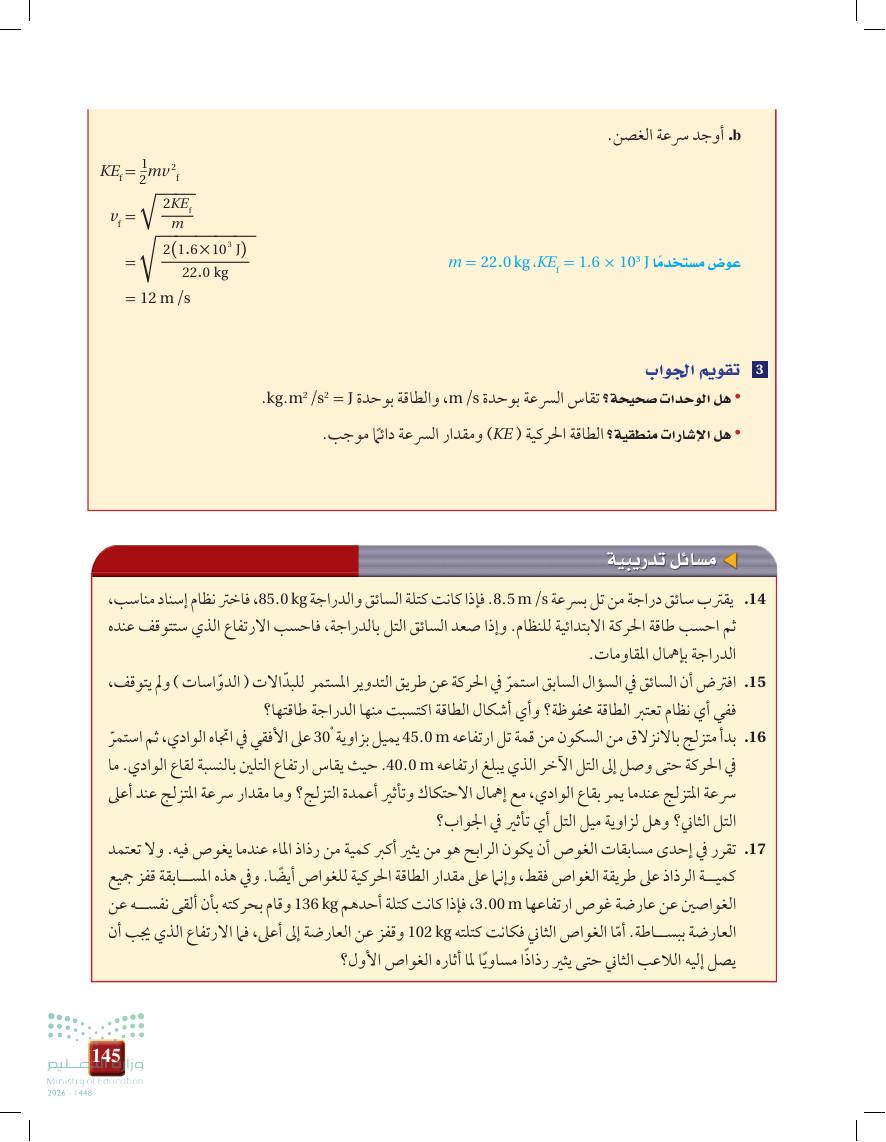 b. أوجد سرعة الغصن.
KE_f = 1/2 mv²_f
v_f = √(2KE_f / m)
= √(2(1.6×10³ J) / 22.0 kg)
عوض مستخدمًا m = 22.0 kg ،KE_f = 1.6 × 10³ J
= 12 m/s
3 تقويم الجواب
• هل الوحدات صحيحة؟ تقاس السرعة بوحدة m/s، والطاقة بوحدة kg.m²/s² = J.
• هل الإشارات منطقية؟ الطاقة الحركية (KE) ومقدار السرعة دائمًا موجب.
مسائل تدريبية
14. يقترب سائق دراجة من تل بسرعة 8.5 m/s. فإذا كانت كتلة السائق والدراجة 85.0 kg، فاختر نظام إسناد مناسب،
ثم احسب طاقة الحركة الابتدائية للنظام. وإذا صعد السائق التل بالدراجة، فاحسب الارتفاع الذي ستتوقف عنده
الدراجة بإهمال المقاومات.
15. افترض أن السائق في السؤال السابق استمرّ في الحركة عن طريق التدوير المستمر للبدّالات (الدوّاسات) ولم يتوقف،
ففي أي نظام تعتبر الطاقة محفوظة؟ وأي أشكال الطاقة اكتسبت منها الدراجة طاقتها؟
16. بدأ متزلج بالانزلاق من السكون من قمة تل ارتفاعه 45.0 m يميل بزاوية 30° على الأفقي في اتجاه الوادي، ثم استمرّ
في الحركة حتى وصل إلى التل الآخر الذي يبلغ ارتفاعه 40.0 m. حيث يقاس ارتفاع التلين بالنسبة لقاع الوادي. ما
سرعة المتزلج عندما يمر بقاع الوادي، مع إهمال الاحتكاك وتأثير أعمدة التزلج؟ وما مقدار سرعة المتزلج عند أعلى
التل الثاني؟ وهل لزاوية ميل التل أي تأثير في الجواب؟
17. تقرر في إحدى مسابقات الغوص أن يكون الرابح هو من يثير أكبر كمية من رذاذ الماء عندما يغوص فيه. ولا تعتمد
كميــة الرذاذ على طريقة الغواص فقط، وإنما على مقدار الطاقة الحركية للغواص أيضًا. وفي هذه المســابقة قفز جميع
الغواصين عن عارضة غوص ارتفاعها 3.00 m، فإذا كانت كتلة أحدهم 136 kg وقام بحركته بأن ألقى نفســه عن
العارضة ببســاطة. أمّا الغواص الثاني فكانت كتلته 102 kg وقفز عن العارضة إلى أعلى، فما الارتفاع الذي يجب أن
يصل إليه اللاعب الثاني حتى يثير رذاذًا مساويًا لما أثاره الغواص الأول؟
وزارة التعليم
145
Ministry of Education
2026 - 1448